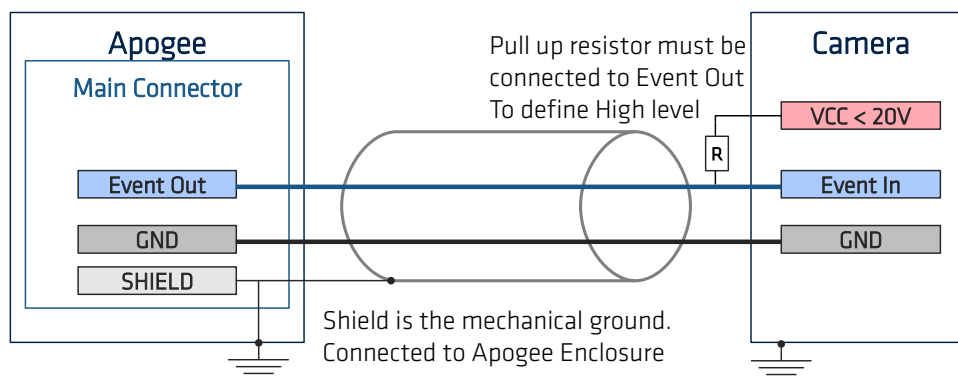 Apogee
Main Connector
Event Out
GND
SHIELD
Pull up resistor must be
connected to Event Out
To define High level
R
Shield is the mechanical ground.
Connected to Apogee Enclosure
Camera
VCC < 20V
Event In
GND